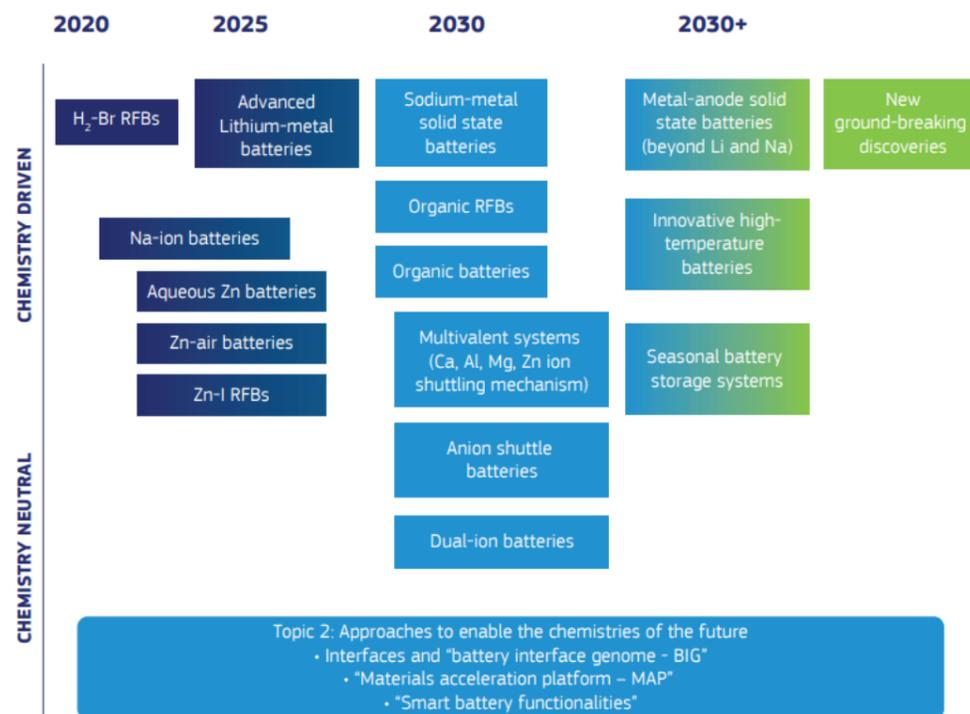 2020
2025
2030
2030+
CHEMISTRY DRIVEN
H₂-Br RFBs
Advanced
Lithium-metal
batteries
Sodium-metal
solid state
batteries
Metal-anode solid
state batteries
(beyond Li and Na)
New
ground-breaking
discoveries
Organic RFBs
Innovative high-
temperature
batteries
Na-ion batteries
Organic batteries
Aqueous Zn batteries
Zn-air batteries
Multivalent systems
(Ca, Al, Mg, Zn ion
shuttling mechanism)
Seasonal battery
storage systems
Zn-I RFBs
CHEMISTRY NEUTRAL
Anion shuttle
batteries
Dual-ion batteries
Topic 2: Approaches to enable the chemistries of the future
• Interfaces and “battery interface genome - BIG”
• “Materials acceleration platform – MAP”
• “Smart battery functionalities”